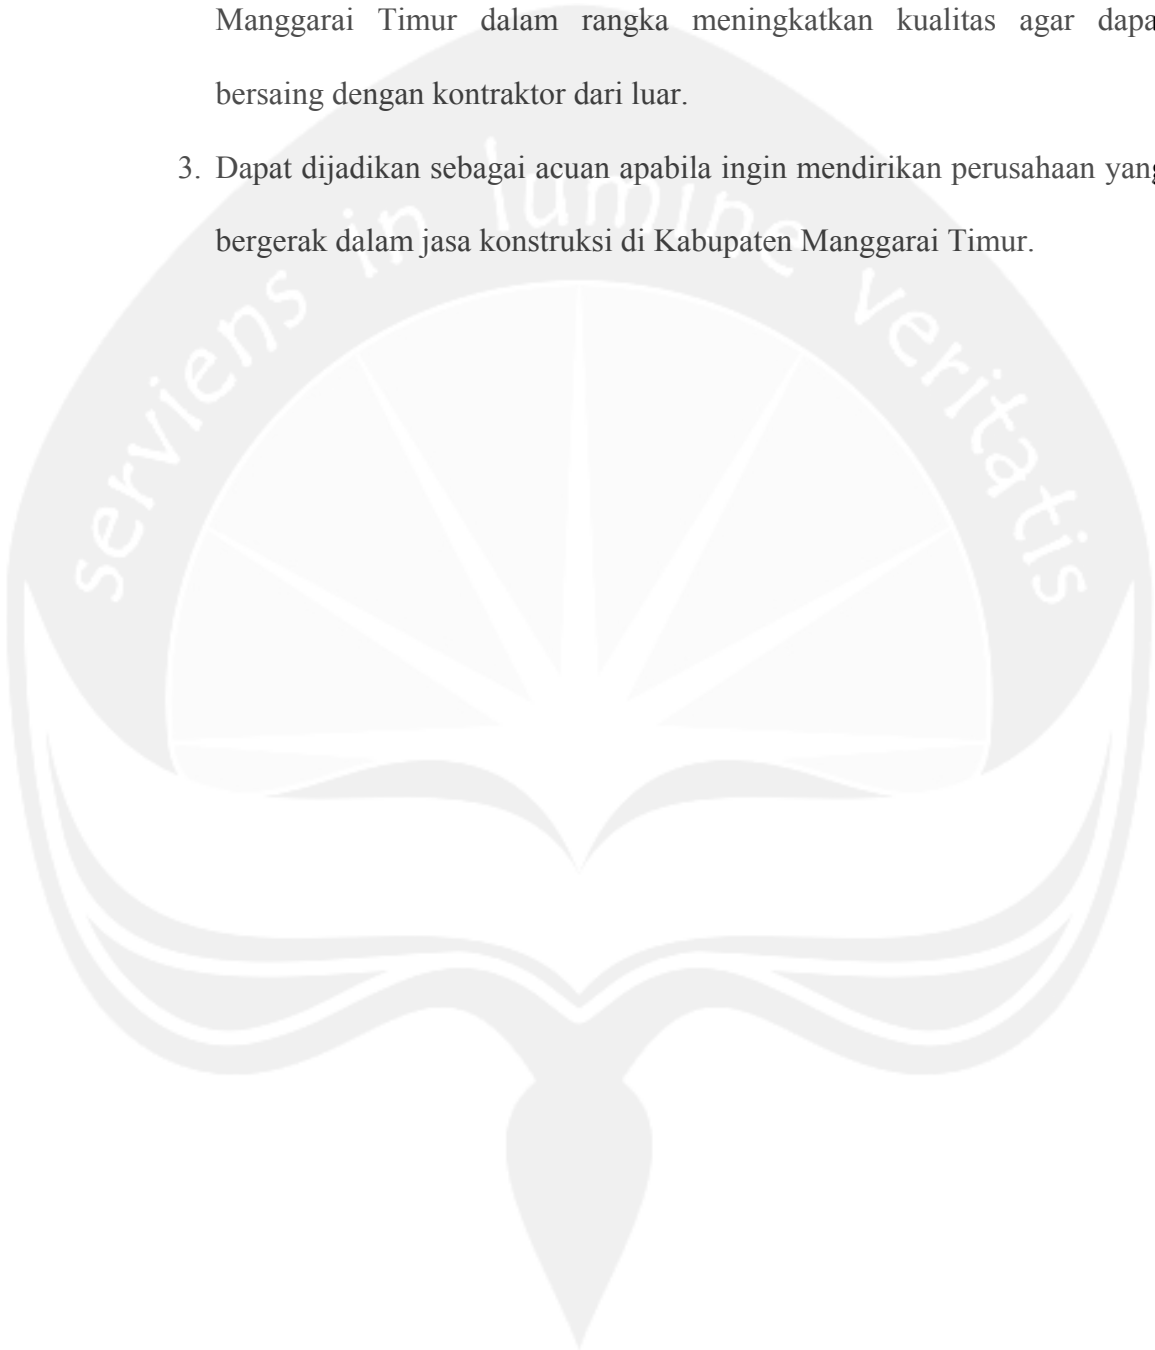 Manggarai Timur dalam rangka meningkatkan kualitas agar dapa
bersaing dengan kontraktor dari luar.
3. Dapat dijadikan sebagai acuan apabila ingin mendirikan perusahaan yang
bergerak dalam jasa konstruksi di Kabupaten Manggarai Timur.
serviens in lumine veritatis